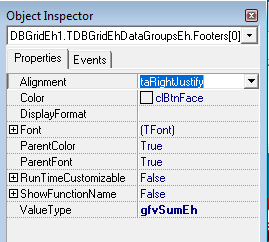 Object Inspector
DBGridEh1.TDBGridEhDataGroupsEh.Footers[0]
Properties Events
Alignment taRightJustify
Color clBtnFace
DisplayFormat
Font (TFont)
ParentColor True
ParentFont True
RunTimeCustomizable False
ShowFunctionName False
ValueType gfvSumEh